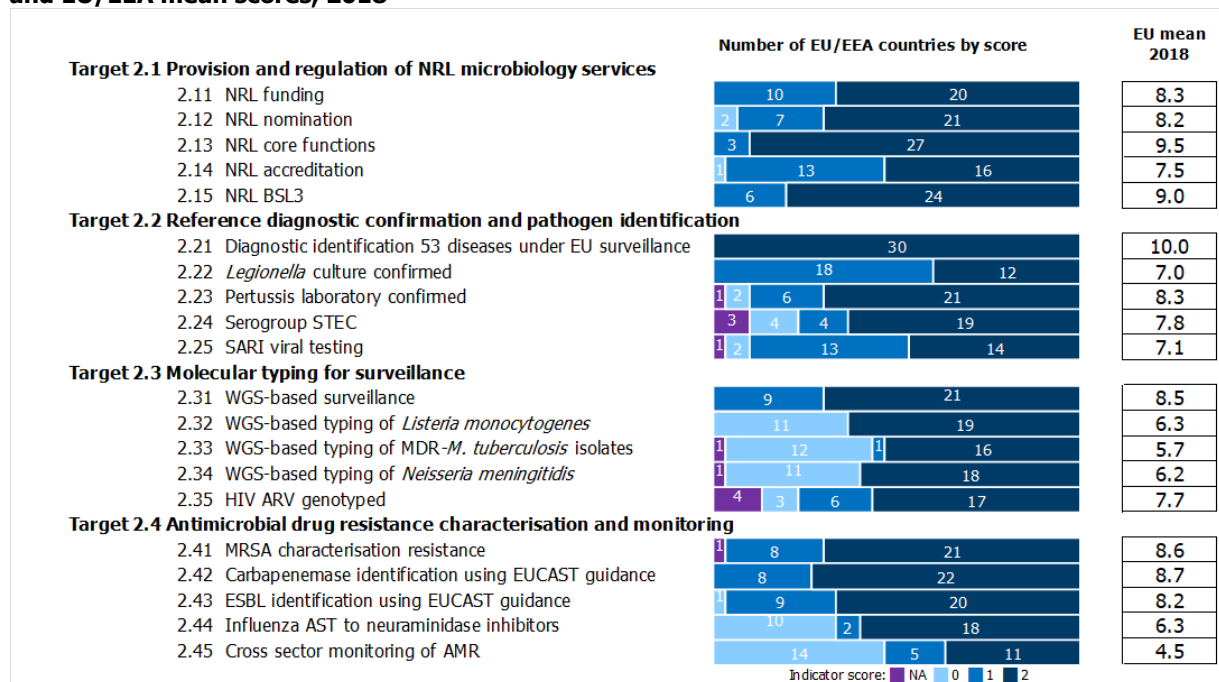 and EU/EEA mean scores, 2018
Number of EU/EEA countries by score
EU mean
2018
Target 2.1 Provision and regulation of NRL microbiology services
2.11 NRL funding 10 20 8.3
2.12 NRL nomination 2 7 21 8.2
2.13 NRL core functions 3 27 9.5
2.14 NRL accreditation 1 13 16 7.5
2.15 NRL BSL3 6 24 9.0
Target 2.2 Reference diagnostic confirmation and pathogen identification
2.21 Diagnostic identification 53 diseases under EU surveillance 30 10.0
2.22 Legionella culture confirmed 18 12 7.0
2.23 Pertussis laboratory confirmed 1 2 6 21 8.3
2.24 Serogroup STEC 3 4 4 19 7.8
2.25 SARI viral testing 1 2 13 14 7.1
Target 2.3 Molecular typing for surveillance
2.31 WGS-based surveillance 9 21 8.5
2.32 WGS-based typing of Listeria monocytogenes 11 19 6.3
2.33 WGS-based typing of MDR-M. tuberculosis isolates 1 12 1 16 5.7
2.34 WGS-based typing of Neisseria meningitidis 1 11 18 6.2
2.35 HIV ARV genotyped 4 3 6 17 7.7
Target 2.4 Antimicrobial drug resistance characterisation and monitoring
2.41 MRSA characterisation resistance 1 8 21 8.6
2.42 Carbapenemase identification using EUCAST guidance 8 22 8.7
2.43 ESBL identification using EUCAST guidance 1 9 20 8.2
2.44 Influenza AST to neuraminidase inhibitors 10 2 18 6.3
2.45 Cross sector monitoring of AMR 14 5 11 4.5
Indicator score: NA 0 1 2